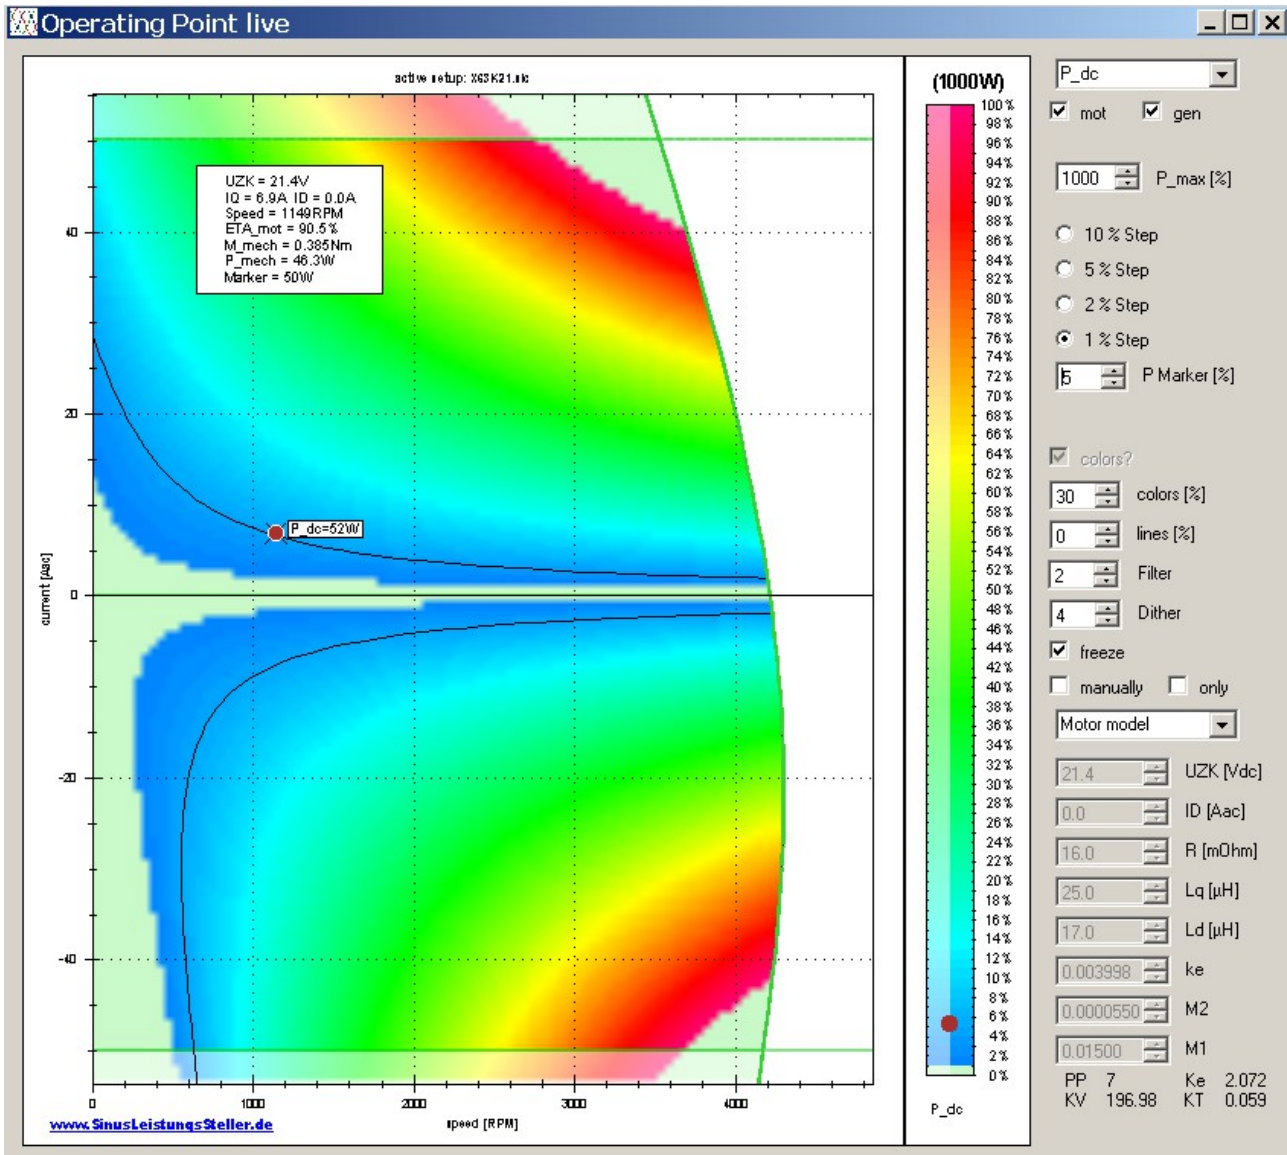 Operating Point live
active setup: X63K21.slc
UZK = 21.4V
IQ = 6.9A ID = 0.0A
Speed = 1149RPM
ETA_mot = 90.5%
M_mech = 0.385Nm
P_mech = 46.3W
Marker = 50W
P_dc=52W
current [Aac]
40
20
0
-20
-40
0
1000
2000
3000
4000
speed [RPM]
www.SinusLeistungsSteller.de
(1000W)
100%
98%
96%
94%
92%
90%
88%
86%
84%
82%
80%
78%
76%
74%
72%
70%
68%
66%
64%
62%
60%
58%
56%
54%
52%
50%
48%
46%
44%
42%
40%
38%
36%
34%
32%
30%
28%
26%
24%
22%
20%
18%
16%
14%
12%
10%
8%
6%
4%
2%
0%
P_dc
P_dc
mot gen
1000 P_max [%]
10 % Step
5 % Step
2 % Step
1 % Step
5 P Marker [%]
colors?
30 colors [%]
0 lines [%]
2 Filter
4 Dither
freeze
manually only
Motor model
21.4 UZK [Vdc]
0.0 ID [Aac]
16.0 R [mOhm]
25.0 Lq [µH]
17.0 Ld [µH]
0.003998 ke
0.0000550 M2
0.01500 M1
PP 7 Ke 2.072
KV 196.98 KT 0.059